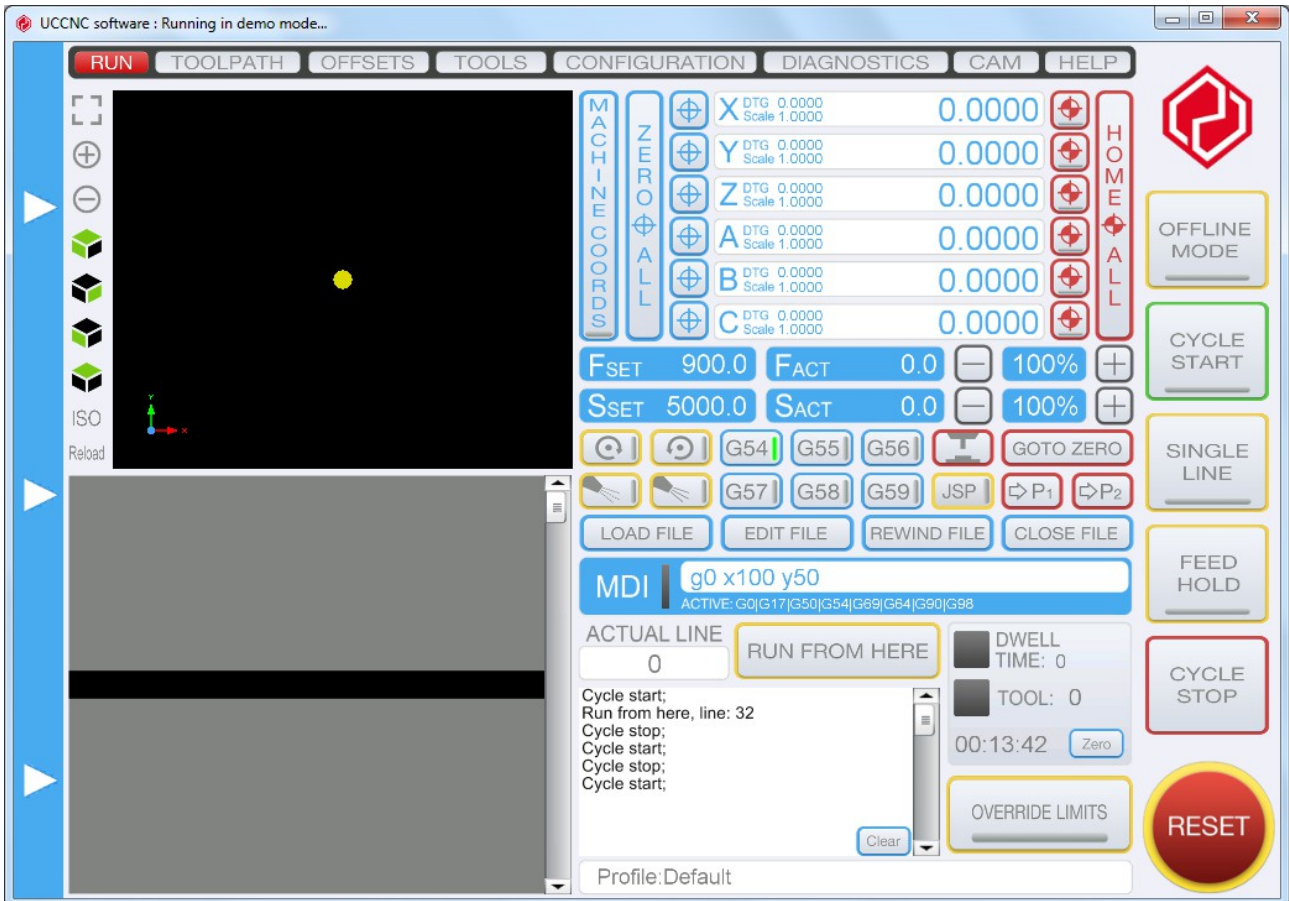 UCCNC software : Running in demo mode...
RUN TOOLPATH OFFSETS TOOLS CONFIGURATION DIAGNOSTICS CAM HELP
MACHINE COORDS
ZERO ALL
X DTG 0.0000 Scale 1.0000 0.0000
Y DTG 0.0000 Scale 1.0000 0.0000
Z DTG 0.0000 Scale 1.0000 0.0000
A DTG 0.0000 Scale 1.0000 0.0000
B DTG 0.0000 Scale 1.0000 0.0000
C DTG 0.0000 Scale 1.0000 0.0000
HOME ALL
ISO
Reload
Y
X
FSET 900.0 FACT 0.0 100%
SSET 5000.0 SACT 0.0 100%
G54 G55 G56 GOTO ZERO
G57 G58 G59 JSP P1 P2
LOAD FILE EDIT FILE REWIND FILE CLOSE FILE
MDI g0 x100 y50
ACTIVE: G0|G17|G50|G54|G69|G64|G90|G98
ACTUAL LINE
0
RUN FROM HERE
DWELL
TIME: 0
TOOL: 0
00:13:42 Zero
Cycle start;
Run from here, line: 32
Cycle stop;
Cycle start;
Cycle stop;
Cycle start;
Clear
OVERRIDE LIMITS
Profile:Default
OFFLINE
MODE
CYCLE
START
SINGLE
LINE
FEED
HOLD
CYCLE
STOP
RESET